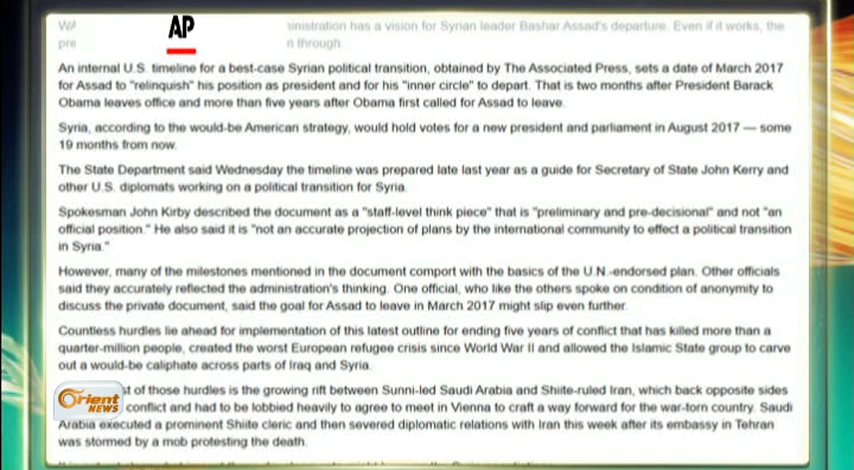 AP
WA
ministration has a vision for Syrian leader Bashar Assad's departure. Even if it works, the
pre
n through.
An internal U.S. timeline for a best-case Syrian political transition, obtained by The Associated Press, sets a date of March 2017
for Assad to "relinquish" his position as president and for his "inner circle" to depart. That is two months after President Barack
Obama leaves office and more than five years after Obama first called for Assad to leave.
Syria, according to the would-be American strategy, would hold votes for a new president and parliament in August 2017 — some
19 months from now.
The State Department said Wednesday the timeline was prepared late last year as a guide for Secretary of State John Kerry and
other U.S. diplomats working on a political transition for Syria.
Spokesman John Kirby described the document as a "staff-level think piece" that is "preliminary and pre-decisional" and not "an
official position." He also said it is "not an accurate projection of plans by the international community to effect a political transition
in Syria."
However, many of the milestones mentioned in the document comport with the basics of the U.N.-endorsed plan. Other officials
said they accurately reflected the administration's thinking. One official, who like the others spoke on condition of anonymity to
discuss the private document, said the goal for Assad to leave in March 2017 might slip even further.
Countless hurdles lie ahead for implementation of this latest outline for ending five years of conflict that has killed more than a
quarter-million people, created the worst European refugee crisis since World War II and allowed the Islamic State group to carve
out a would-be caliphate across parts of Iraq and Syria.
st of those hurdles is the growing rift between Sunni-led Saudi Arabia and Shiite-ruled Iran, which back opposite sides
conflict and had to be lobbied heavily to agree to meet in Vienna to craft a way forward for the war-torn country. Saudi
Arabia executed a prominent Shiite cleric and then severed diplomatic relations with Iran this week after its embassy in Tehran
was stormed by a mob protesting the death.
Orient
NEWS